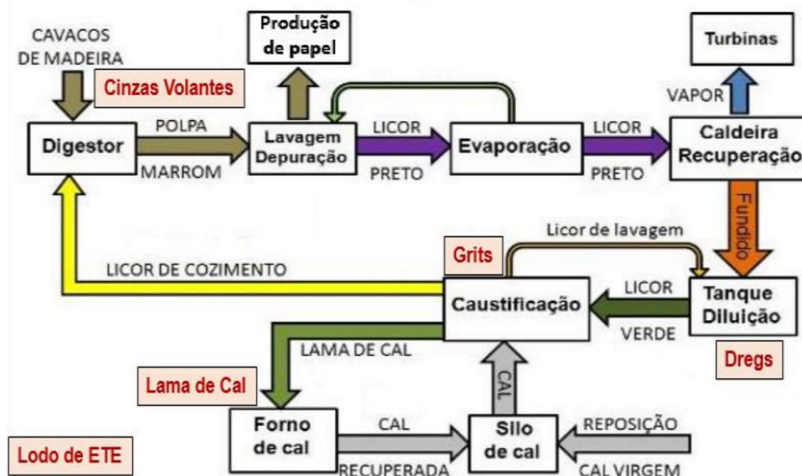 CAVACOS
DE MADEIRA
Cinzas Volantes
Produção
de papel
Turbinas
VAPOR
Digestor
POLPA
MARROM
Lavagem
Depuração
LICOR
PRETO
Evaporação
LICOR
PRETO
Caldeira
Recuperação
Fundido
Licor de lavagem
Grits
LICOR DE COZIMENTO
Caustificação
LICOR
VERDE
Tanque
Diluição
Dregs
LAMA DE CAL
CAL
Lama de Cal
Forno
de cal
CAL
RECUPERADA
Silo
de cal
REPOSIÇÃO
CAL VIRGEM
Lodo de ETE